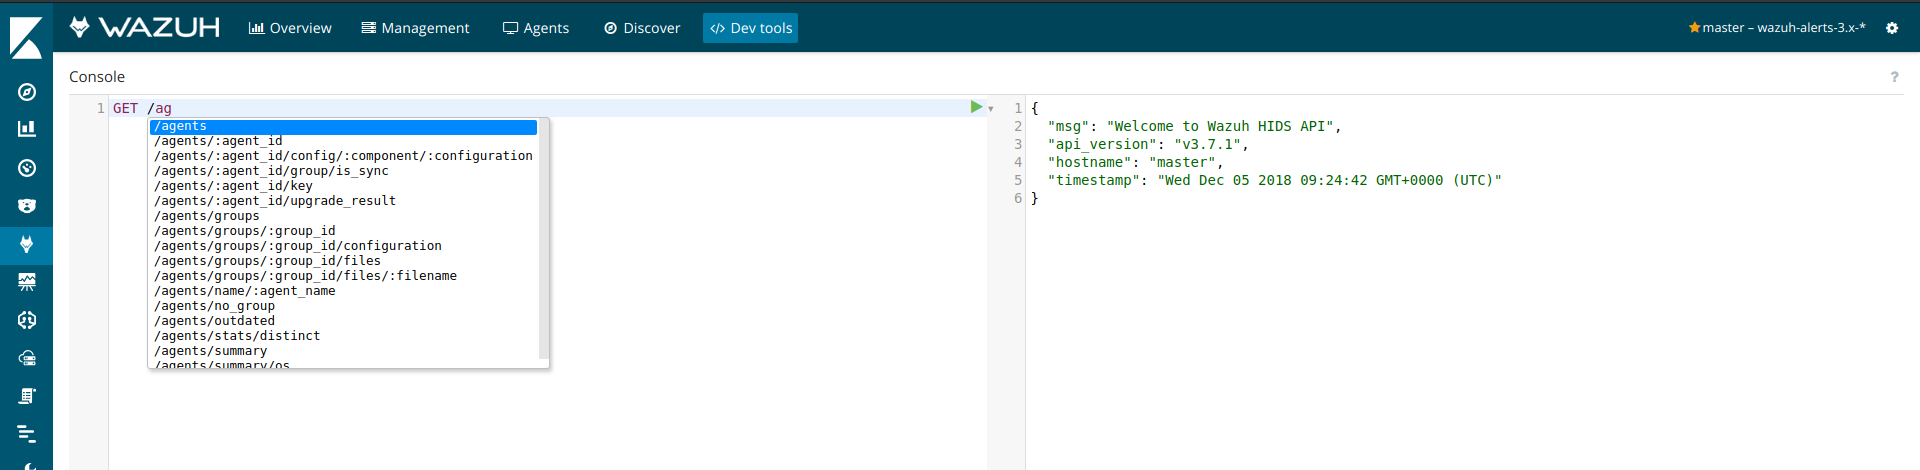 WAZUH Overview Management Agents Discover </> Dev tools master – wazuh-alerts-3.x-*
Console ?
1 GET /ag
/agents
/agents/:agent_id
/agents/:agent_id/config/:component/:configuration
/agents/:agent_id/group/is_sync
/agents/:agent_id/key
/agents/:agent_id/upgrade_result
/agents/groups
/agents/groups/:group_id
/agents/groups/:group_id/configuration
/agents/groups/:group_id/files
/agents/groups/:group_id/files/:filename
/agents/name/:agent_name
/agents/no_group
/agents/outdated
/agents/stats/distinct
/agents/summary
/agents/summary/os
1 {
2 "msg": "Welcome to Wazuh HIDS API",
3 "api_version": "v3.7.1",
4 "hostname": "master",
5 "timestamp": "Wed Dec 05 2018 09:24:42 GMT+0000 (UTC)"
6 }